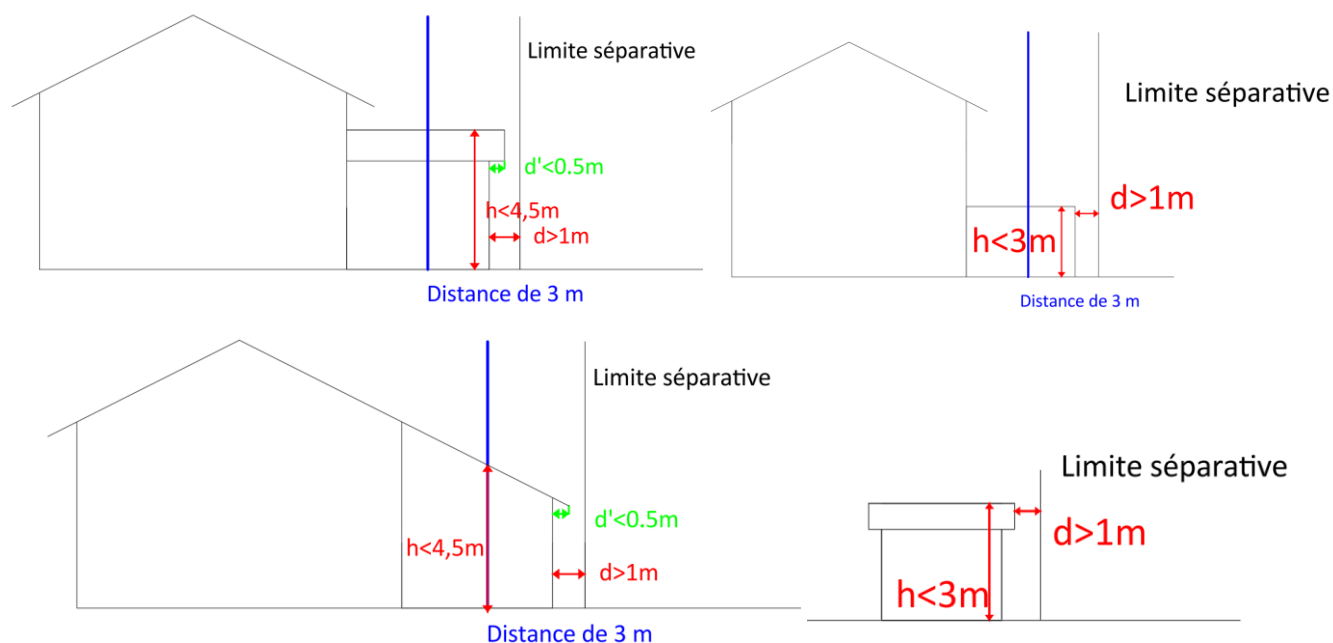 Limite séparative
d'<0.5m
h<4,5m
d>1m
Distance de 3 m
Limite séparative
d>1m
h<3m
Distance de 3 m
Limite séparative
d'<0.5m
h<4,5m
d>1m
Distance de 3 m
Limite séparative
d>1m
h<3m